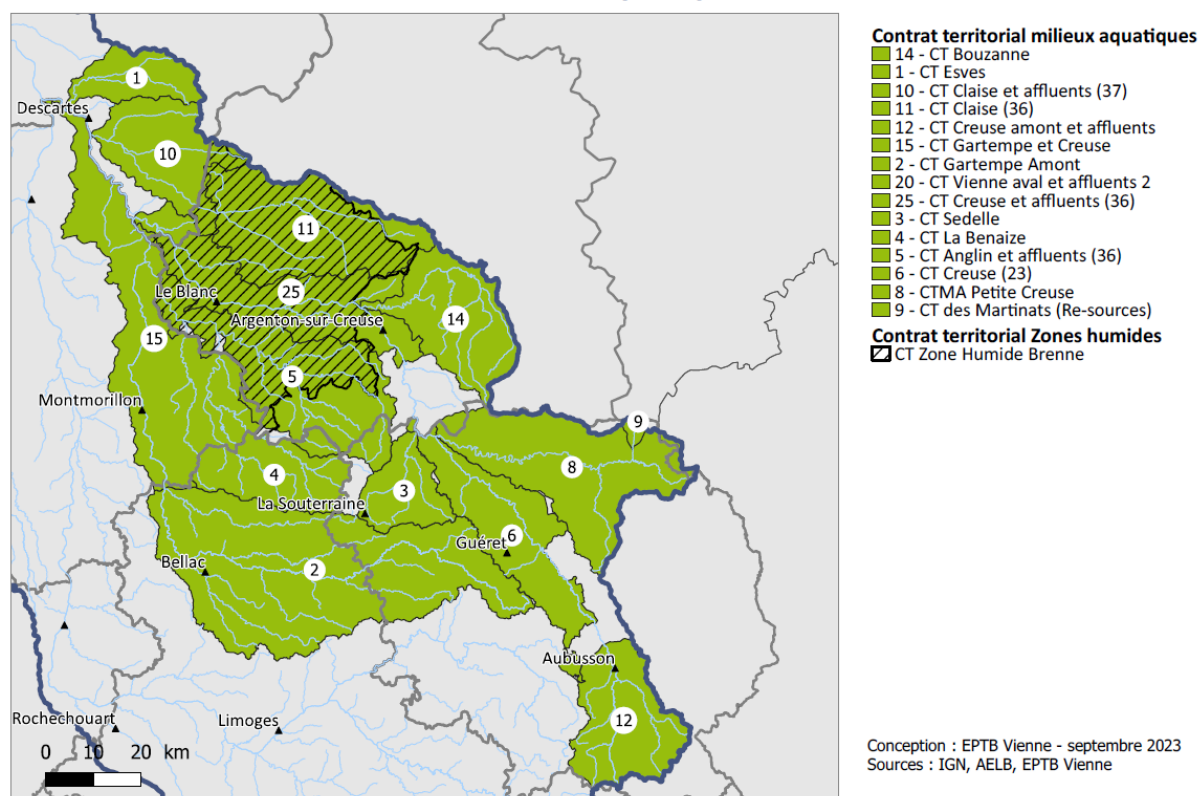 1
Descartes
10
11
Le Blanc
25
Argenton-sur-Creuse
14
15
5
Montmorillon
9
4
8
3
La Souterraine
6
Guéret
Bellac
2
Aubusson
12
Rochechouart
Limoges
0 10 20 km
Contrat territorial milieux aquatiques
14 - CT Bouzanne
1 - CT Esves
10 - CT Claise et affluents (37)
11 - CT Claise (36)
12 - CT Creuse amont et affluents
15 - CT Gartempe et Creuse
2 - CT Gartempe Amont
20 - CT Vienne aval et affluents 2
25 - CT Creuse et affluents (36)
3 - CT Sedelle
4 - CT La Benaize
5 - CT Anglin et affluents (36)
6 - CT Creuse (23)
8 - CTMA Petite Creuse
9 - CT des Martinats (Re-sources)
Contrat territorial Zones humides
CT Zone Humide Brenne
Conception : EPTB Vienne - septembre 2023
Sources : IGN, AELB, EPTB Vienne